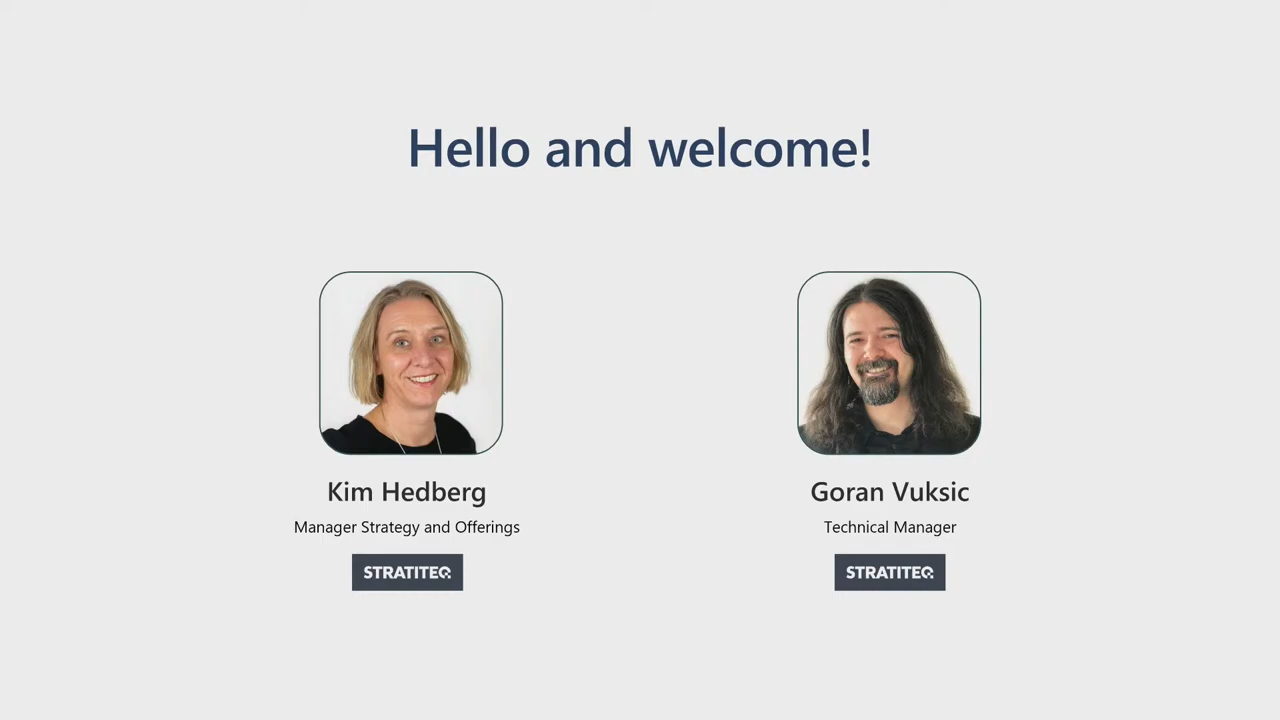 Hello and welcome!
Kim Hedberg
Manager Strategy and Offerings
STRATITEQ
Goran Vuksic
Technical Manager
STRATITEQ